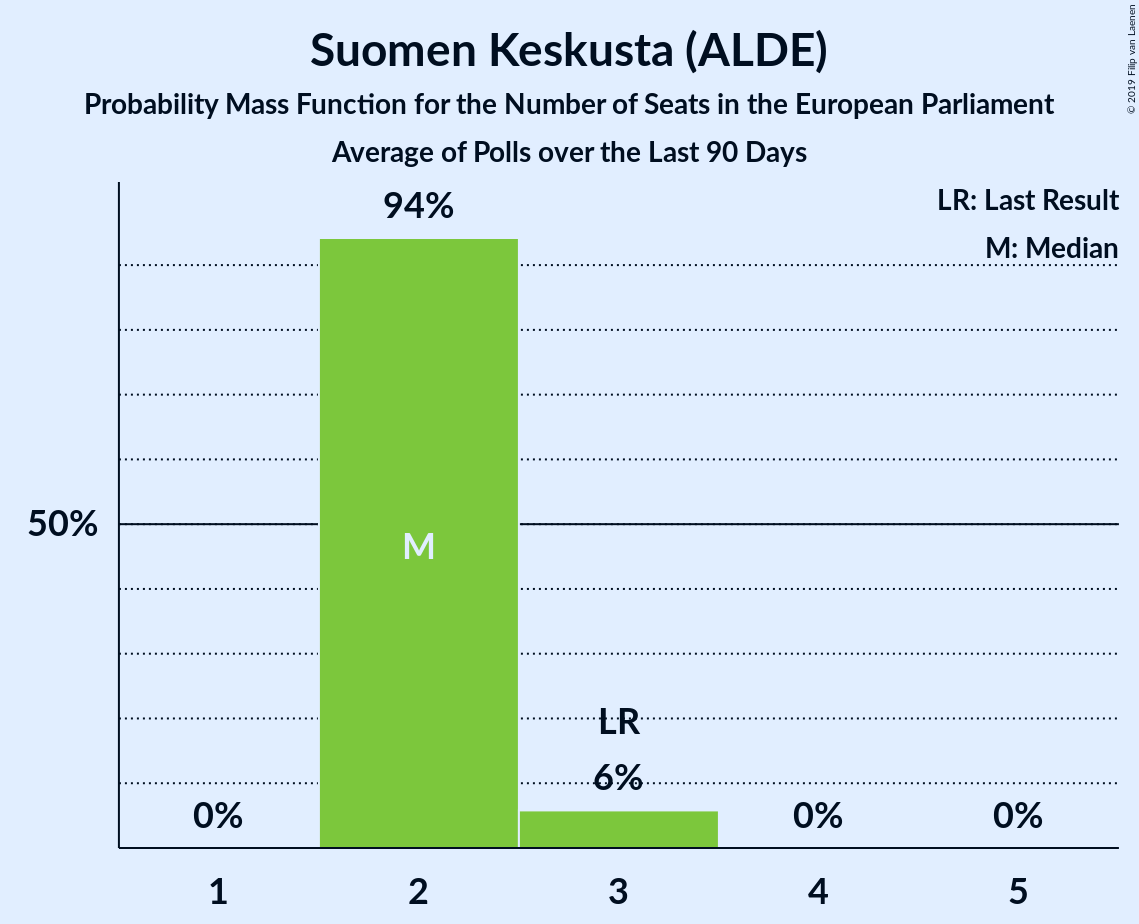 Suomen Keskusta (ALDE)
Probability Mass Function for the Number of Seats in the European Parliament
Average of Polls over the Last 90 Days
© 2019 Filip van Laenen
LR: Last Result
M: Median
94%
50%
M
LR
6%
0%
0%
0%
1
2
3
4
5